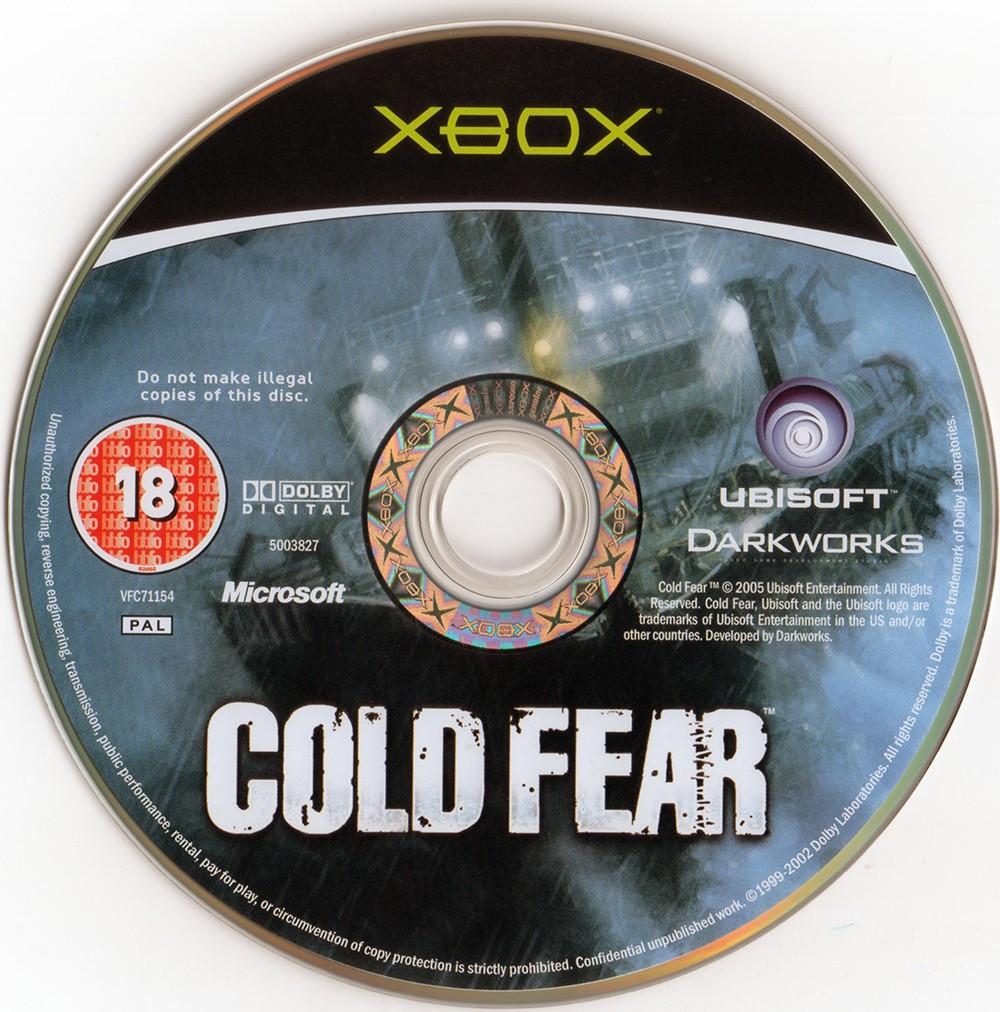 XBOX®
Do not make illegal
copies of this disc.
18
DOLBY®
DIGITAL
5003827
VFC71154
Microsoft
PAL
UBISOFT™
DARKWORKS
Cold Fear™ © 2005 Ubisoft Entertainment. All Rights
Reserved. Cold Fear, Ubisoft and the Ubisoft logo are
trademarks of Ubisoft Entertainment in the US and/or
other countries. Developed by Darkworks.
COLD FEAR™
Unauthorized copying, reverse engineering, transmission, public performance, rental, pay for play, or circumvention of copy protection is strictly prohibited. Confidential unpublished work. ©1999-2002 Dolby Laboratories. All rights reserved. Dolby is a trademark of Dolby Laboratories.